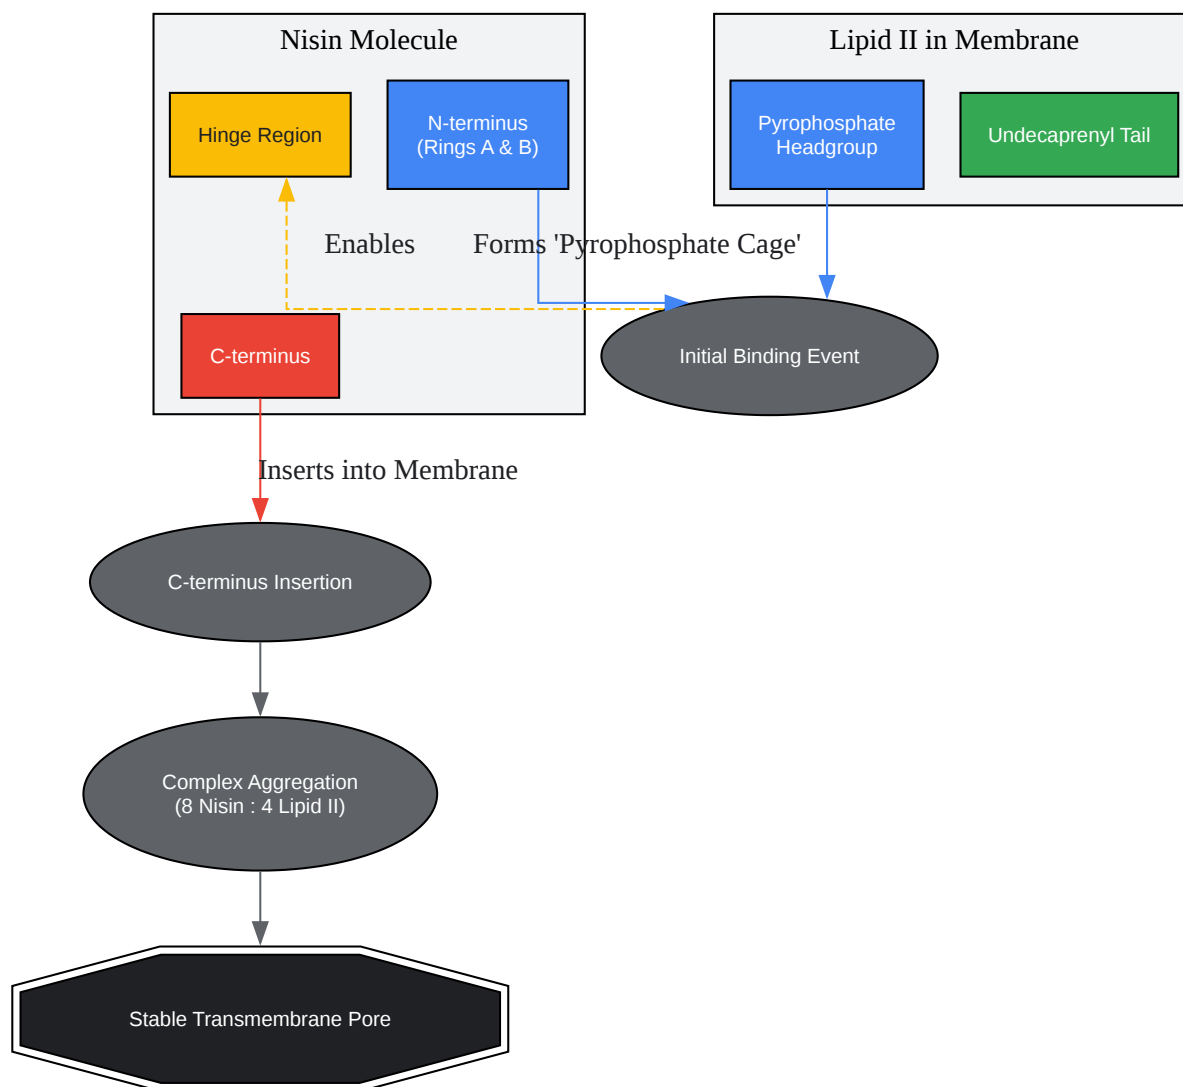 Nisin Molecule
Lipid II in Membrane
Hinge Region
N-terminus
(Rings A & B)
Pyrophosphate
Headgroup
Undecaprenyl Tail
Enables
Forms 'Pyrophosphate Cage'
C-terminus
Initial Binding Event
Inserts into Membrane
C-terminus Insertion
Complex Aggregation
(8 Nisin : 4 Lipid II)
Stable Transmembrane Pore